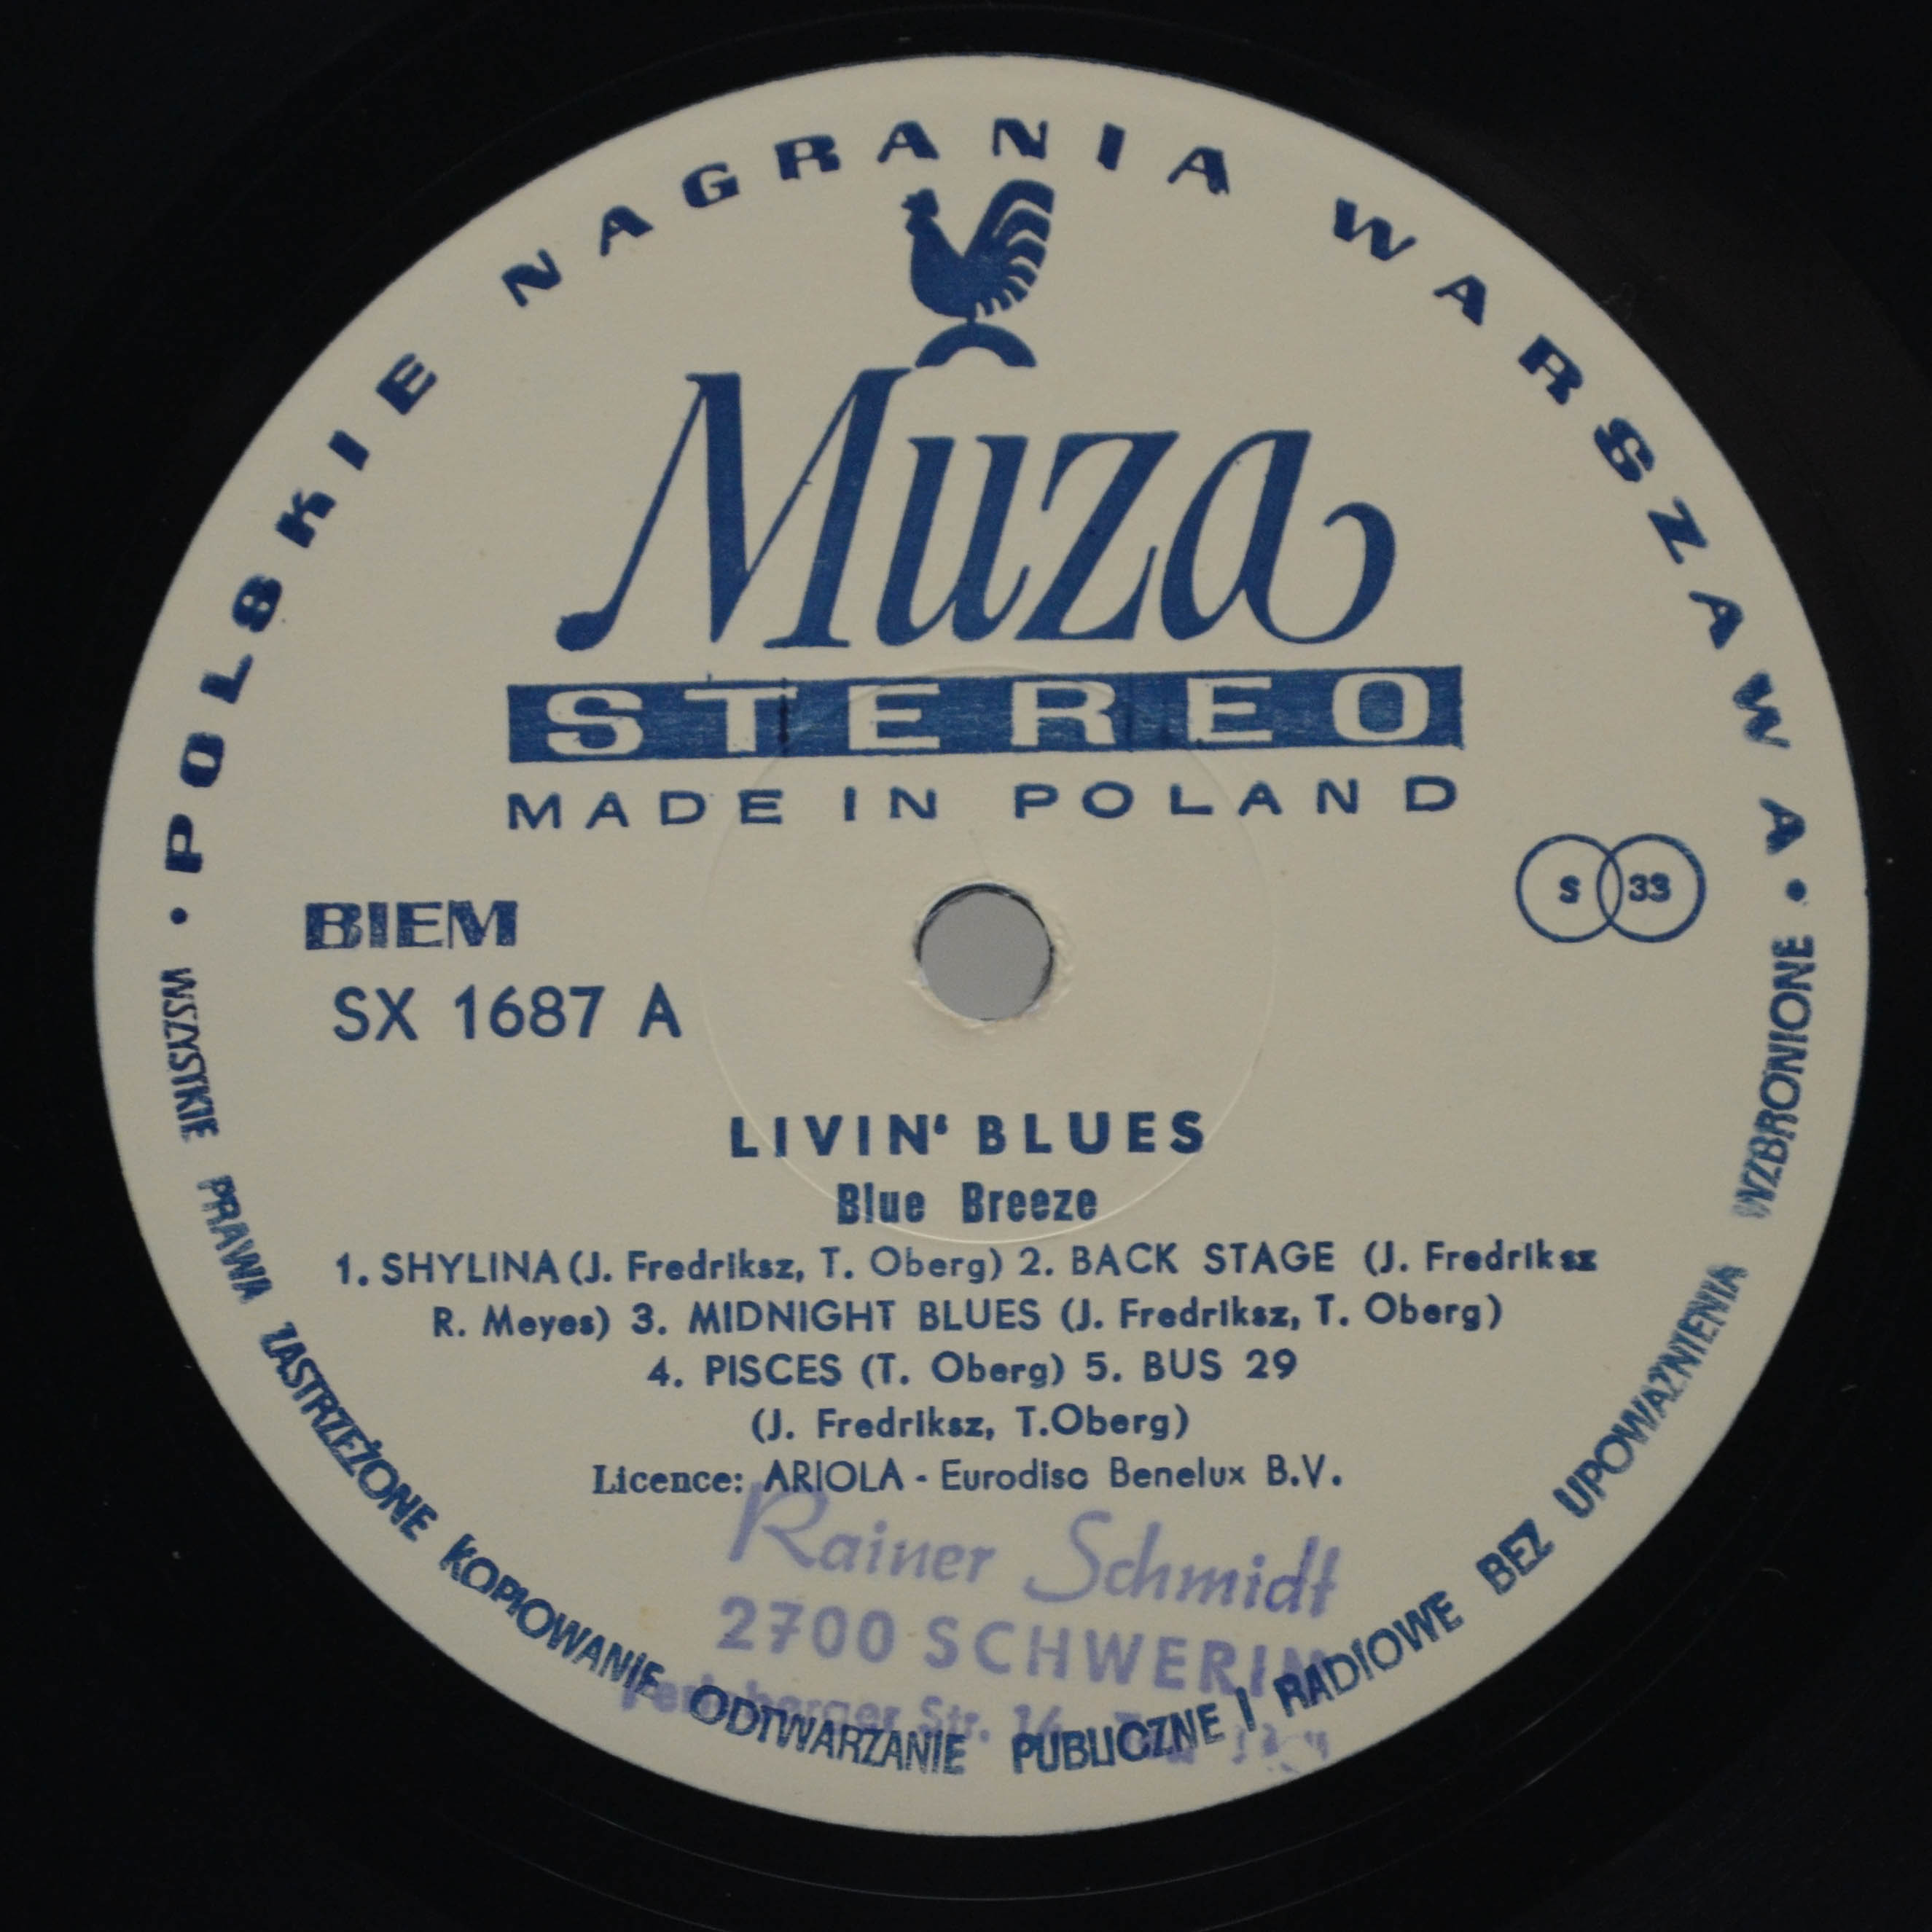 POLSKIE NAGRANIA WARSZAWA
Muza
STEREO
MADE IN POLAND
BIEM
S 33
SX 1687 A
LIVIN‘ BLUES
Blue Breeze
1. SHYLINA (J. Fredriksz, T. Oberg) 2. BACK STAGE (J. Fredriksz
R. Meyes) 3. MIDNIGHT BLUES (J. Fredriksz, T. Oberg)
4. PISCES (T. Oberg) 5. BUS 29
(J. Fredriksz, T.Oberg)
Licence: ARIOLA - Eurodisc Benelux B.V.
Rainer Schmidt
2700 SCHWERIN
Str. 14
• WSZYSTKIE PRAWA ZASTRZEŻONE KOPIOWANIE ODTWARZANIE PUBLICZNE I RADIOWE BEZ UPOWAŻNIENIA WZBRONIONE •